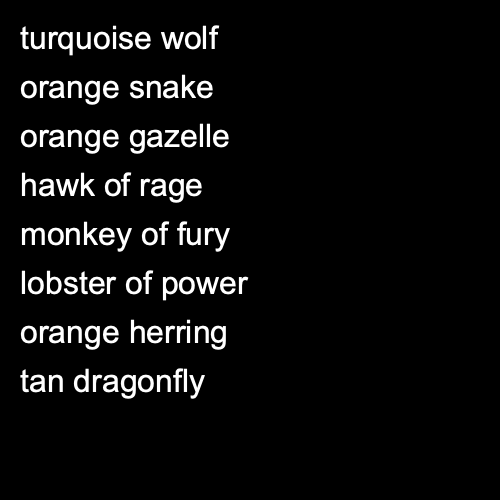 turquoise wolf
orange snake
orange gazelle
hawk of rage
monkey of fury
lobster of power
orange herring
tan dragonfly